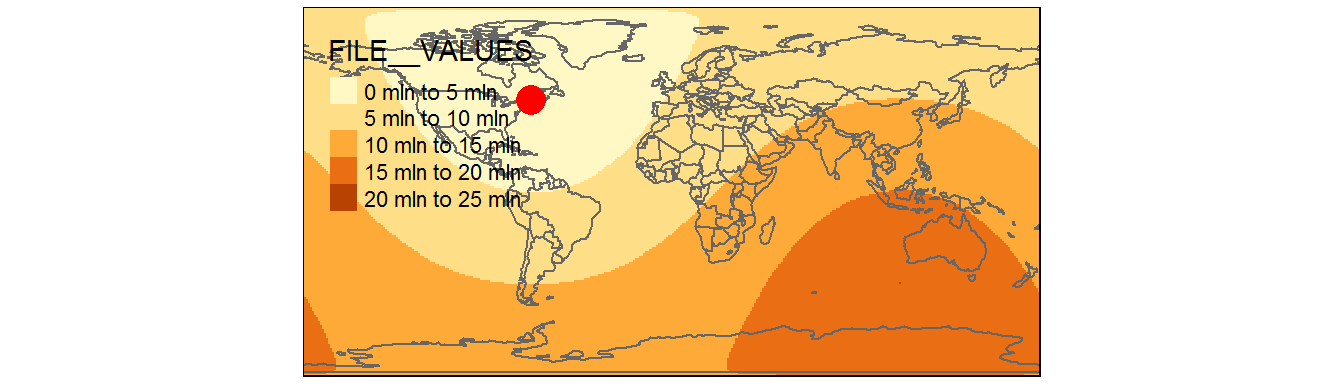 FILE__VALUES
0 mln to 5 mln
5 mln to 10 mln
10 mln to 15 mln
15 mln to 20 mln
20 mln to 25 mln